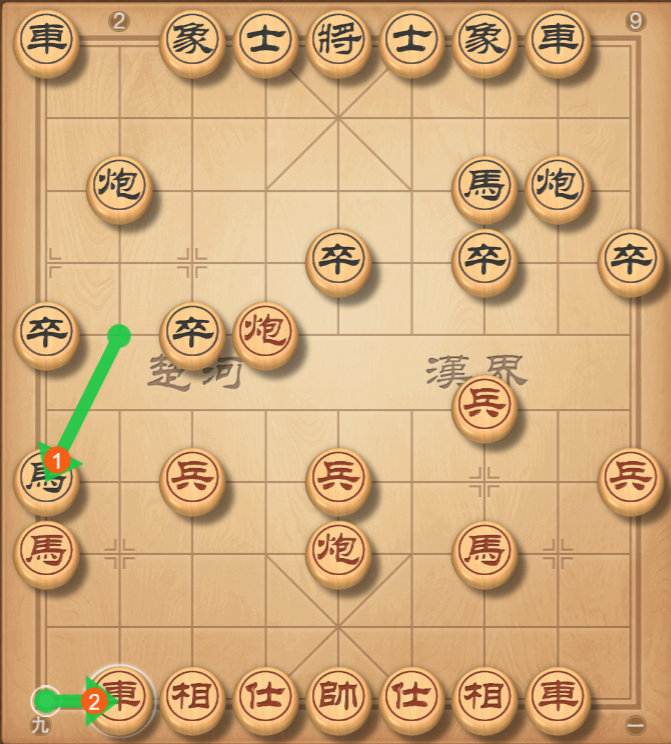 2 9
車 象 士 將 士 象 車
炮 馬 炮
卒 卒 卒
卒 卒 炮
楚河 漢界
兵
1
馬 兵 兵 兵
馬 炮 馬
2
車 相 仕 帥 仕 相 車
九 一